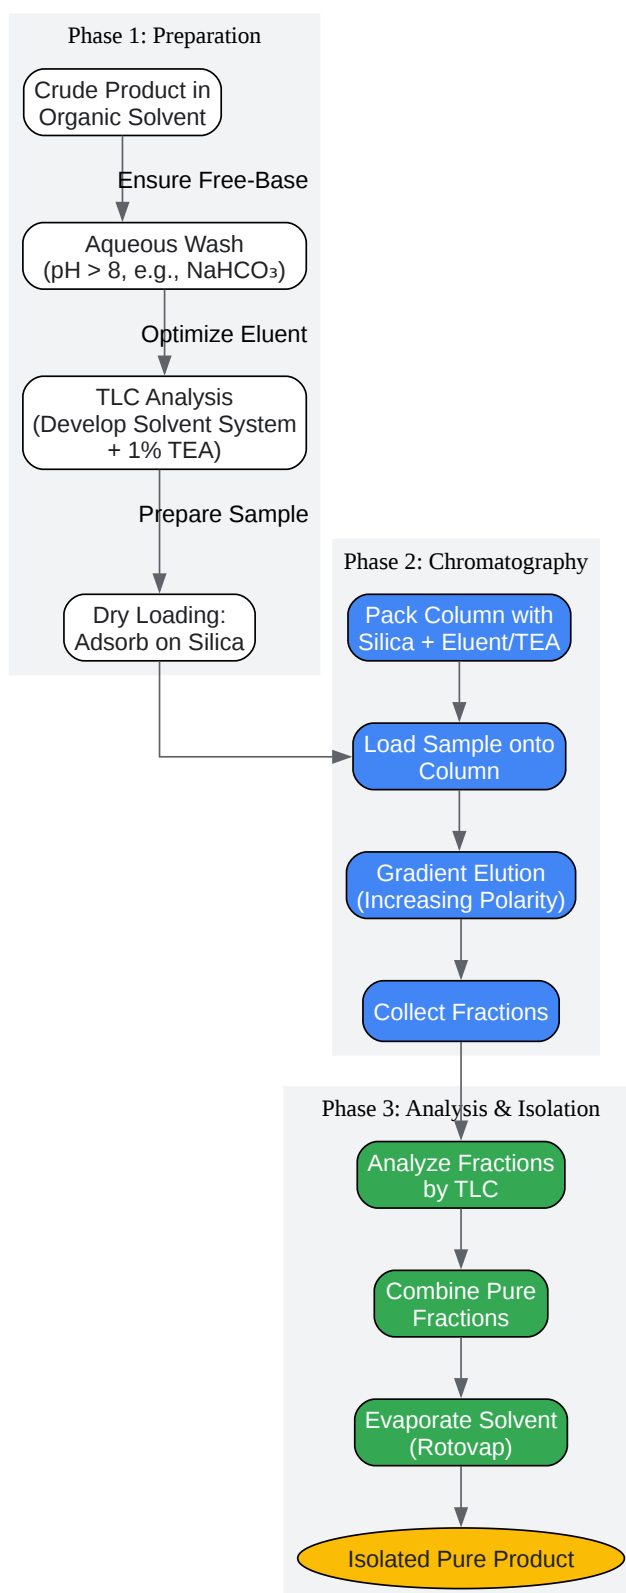 Phase 1: Preparation
Crude Product in
Organic Solvent
Ensure Free-Base
Aqueous Wash
(pH > 8, e.g., NaHCO₃)
Optimize Eluent
TLC Analysis
(Develop Solvent System
+ 1% TEA)
Prepare Sample
Dry Loading:
Adsorb on Silica
Phase 2: Chromatography
Pack Column with
Silica + Eluent/TEA
Load Sample onto
Column
Gradient Elution
(Increasing Polarity)
Collect Fractions
Phase 3: Analysis & Isolation
Analyze Fractions
by TLC
Combine Pure
Fractions
Evaporate Solvent
(Rotovap)
Isolated Pure Product